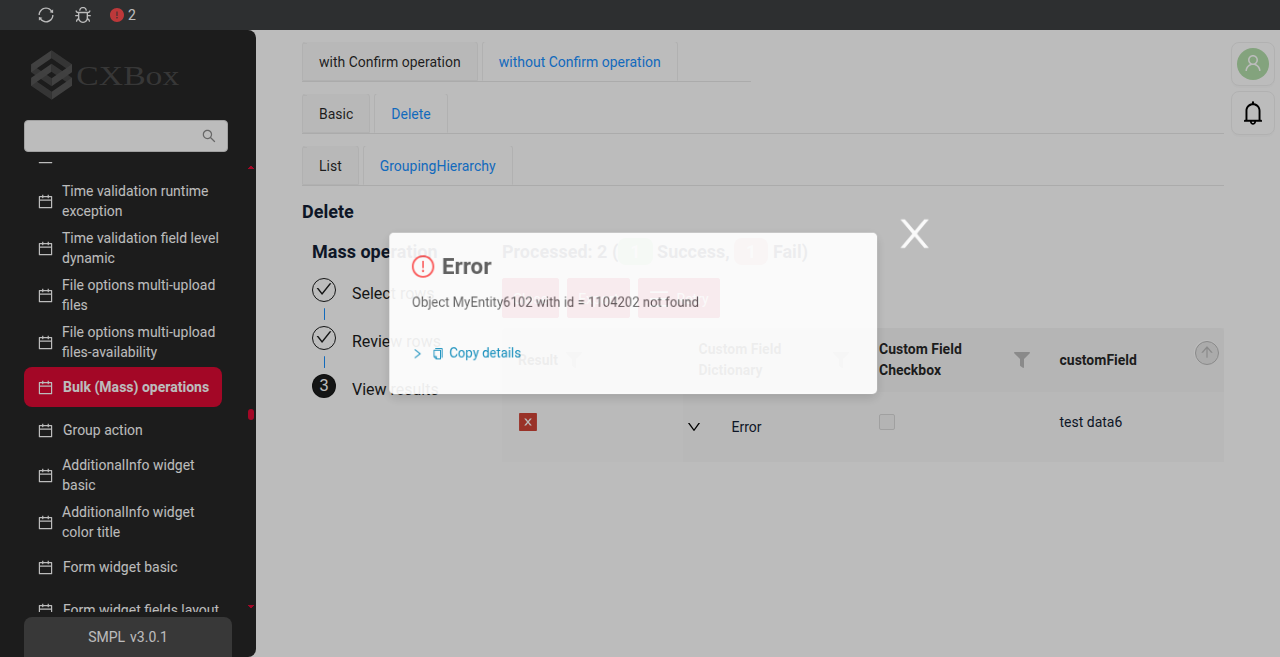 2
CXBox
with Confirm operation
without Confirm operation
Basic
Delete
List
GroupingHierarchy
Time validation runtime
exception
Time validation field level
dynamic
File options multi-upload
files
File options multi-upload
files-availability
Bulk (Mass) operations
Group action
AdditionalInfo widget
basic
AdditionalInfo widget
color title
Form widget basic
Form widget fields layout
SMPL v3.0.1
Delete
Mass operation
Select rows
Review rows
3
View results
Processed: 2 (1 Success, 1 Fail)
Error
Object MyEntity6102 with id = 1104202 not found
Copy details
Result
Custom Field
Dictionary
Custom Field
Checkbox
customField
Error
test data6